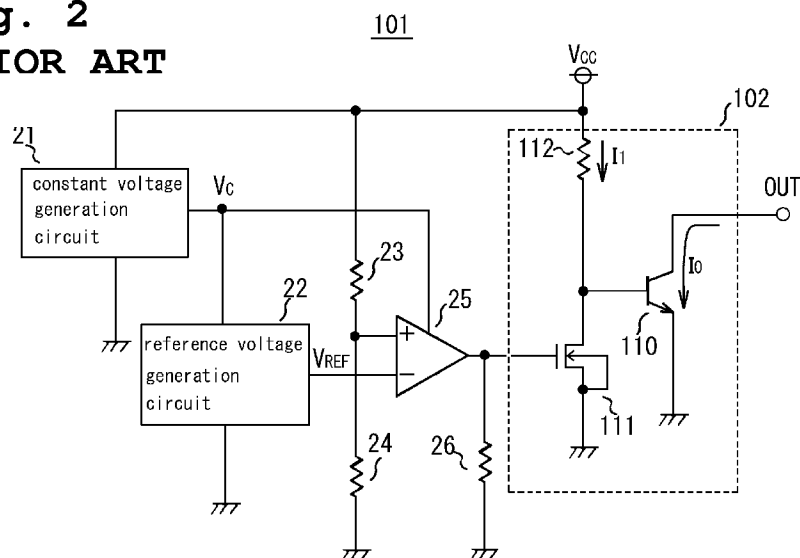 g. 2
IOR ART
101
VCC
102
21
112
I1
constant voltage
generation
circuit
VC
OUT
23
I0
22
25
reference voltage
generation
circuit
VREF
+
−
110
111
24
26